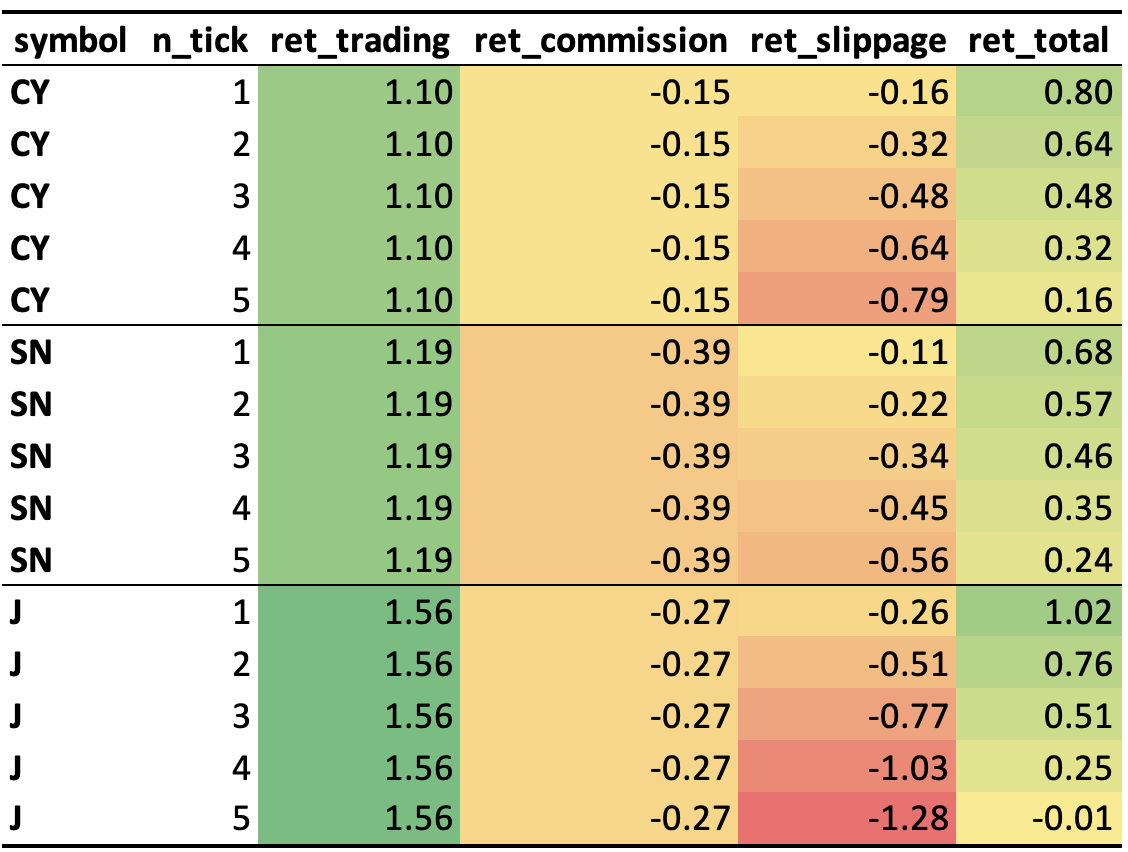 symbol n_tick ret_trading ret_commission ret_slippage ret_total
CY 1 1.10 -0.15 -0.16 0.80
CY 2 1.10 -0.15 -0.32 0.64
CY 3 1.10 -0.15 -0.48 0.48
CY 4 1.10 -0.15 -0.64 0.32
CY 5 1.10 -0.15 -0.79 0.16
SN 1 1.19 -0.39 -0.11 0.68
SN 2 1.19 -0.39 -0.22 0.57
SN 3 1.19 -0.39 -0.34 0.46
SN 4 1.19 -0.39 -0.45 0.35
SN 5 1.19 -0.39 -0.56 0.24
J 1 1.56 -0.27 -0.26 1.02
J 2 1.56 -0.27 -0.51 0.76
J 3 1.56 -0.27 -0.77 0.51
J 4 1.56 -0.27 -1.03 0.25
J 5 1.56 -0.27 -1.28 -0.01